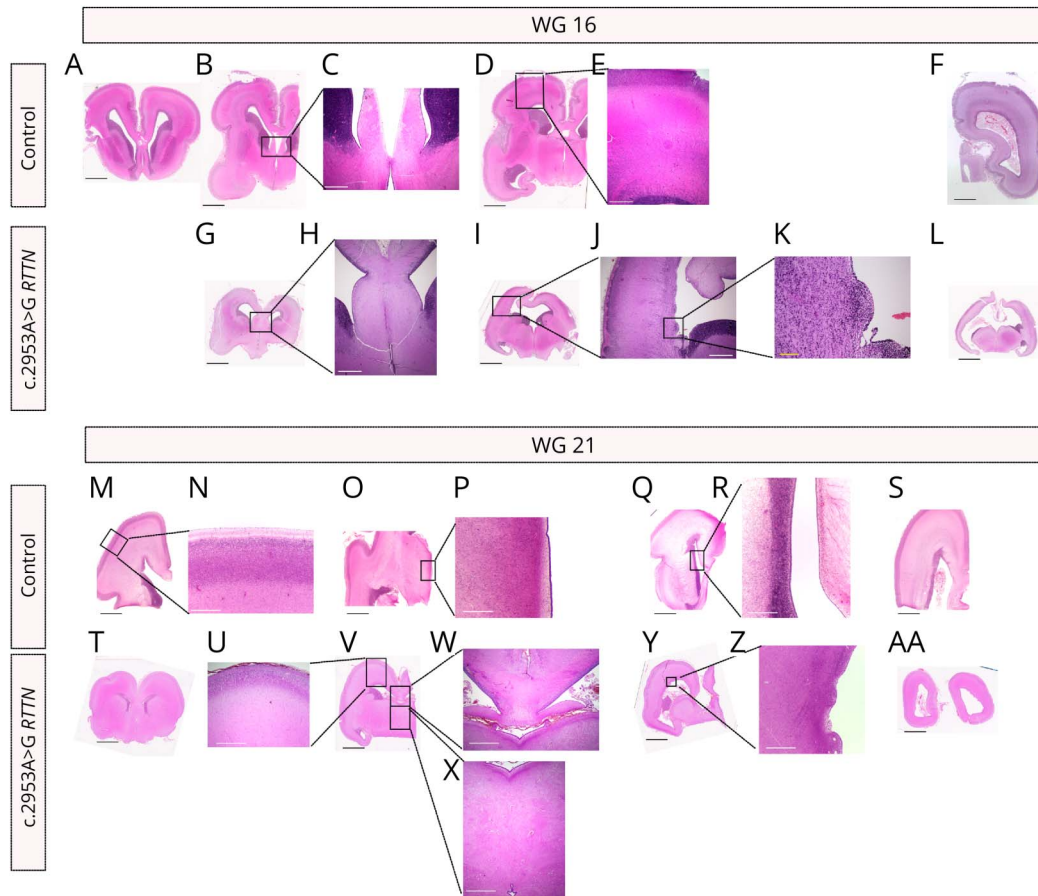 WG 16
Control
A
B
C
D
E
F
c.2953A>G RTTN
G
H
I
J
K
L
WG 21
Control
M
N
O
P
Q
R
S
c.2953A>G RTTN
T
U
V
W
X
Y
Z
AA